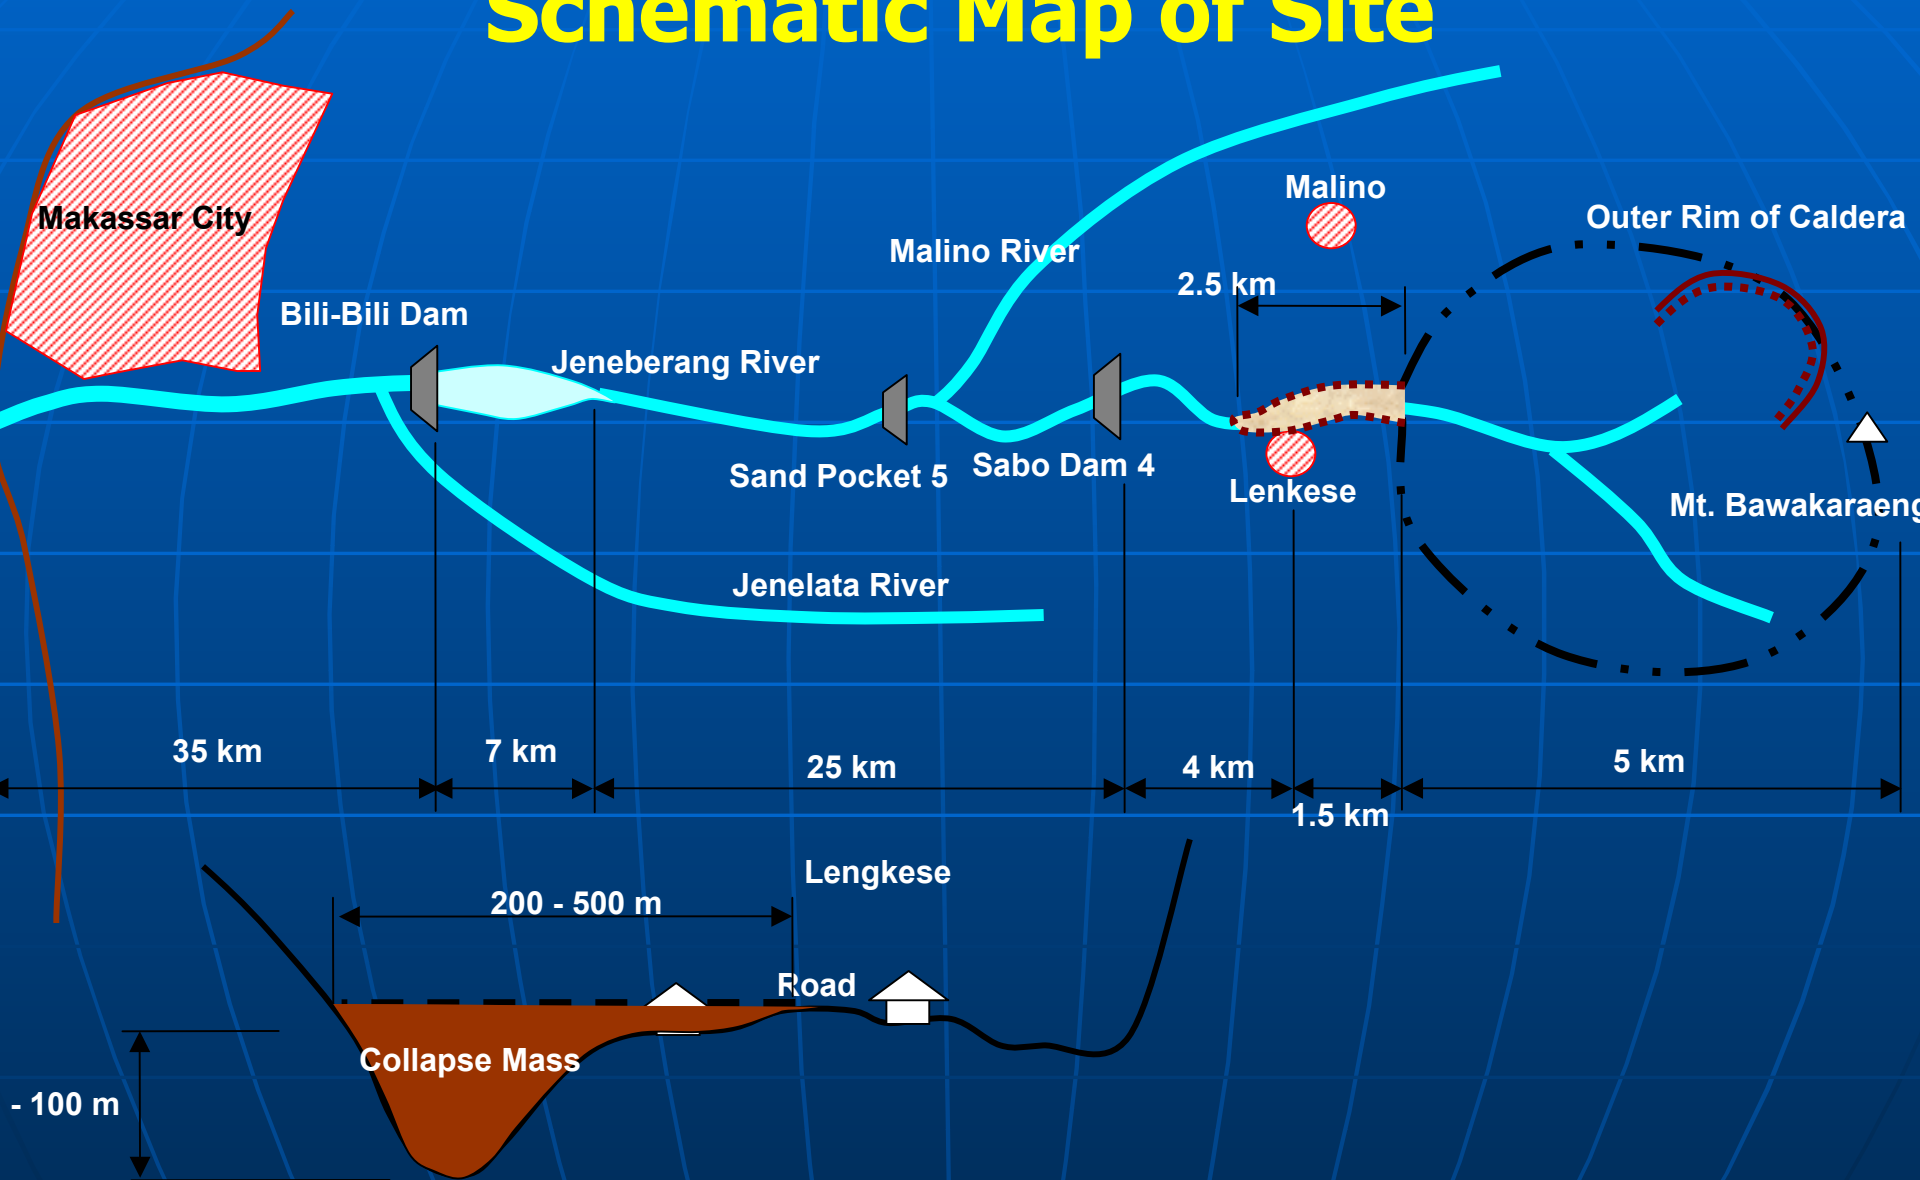 Schematic Map of Site
Malino
Makassar City
Outer Rim of Caldera
Malino River
2.5 km
Bili-Bili Dam
Jeneberang River
Sand Pocket 5
Sabo Dam 4
Lenkese
Mt. Bawakaraeng
Jenelata River
35 km
7 km
25 km
4 km
5 km
1.5 km
Lengkese
200 - 500 m
Road
Collapse Mass
- 100 m